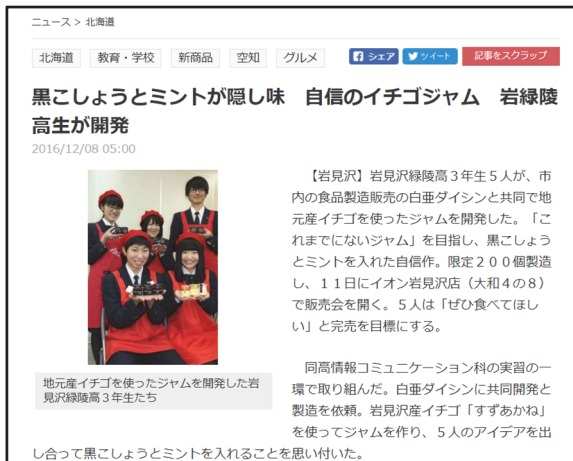 ニュース > 北海道
北海道 教育・学校 新商品 空知 グルメ シェア ツイート 記事をスクラップ
黒こしょうとミントが隠し味 自信のイチゴジャム 岩緑陵
高生が開発
2016/12/08 05:00
【岩見沢】岩見沢緑陵高３年生５人が、市
内の食品製造販売の白亜ダイシンと共同で地
元産イチゴを使ったジャムを開発した。「こ
れまでにないジャム」を目指し、黒こしょう
とミントを入れた自信作。限定２００個製造
し、１１日にイオン岩見沢店（大和４の８）
で販売会を開く。５人は「ぜひ食べてほし
い」と完売を目標にする。
地元産イチゴを使ったジャムを開発した岩
見沢緑陵高３年生たち
同高情報コミュニケーション科の実習の一
環で取り組んだ。白亜ダイシンに共同開発と
製造を依頼。岩見沢産イチゴ「すずあかね」
を使ってジャムを作り、５人のアイデアを出
し合って黒こしょうとミントを入れることを思い付いた。